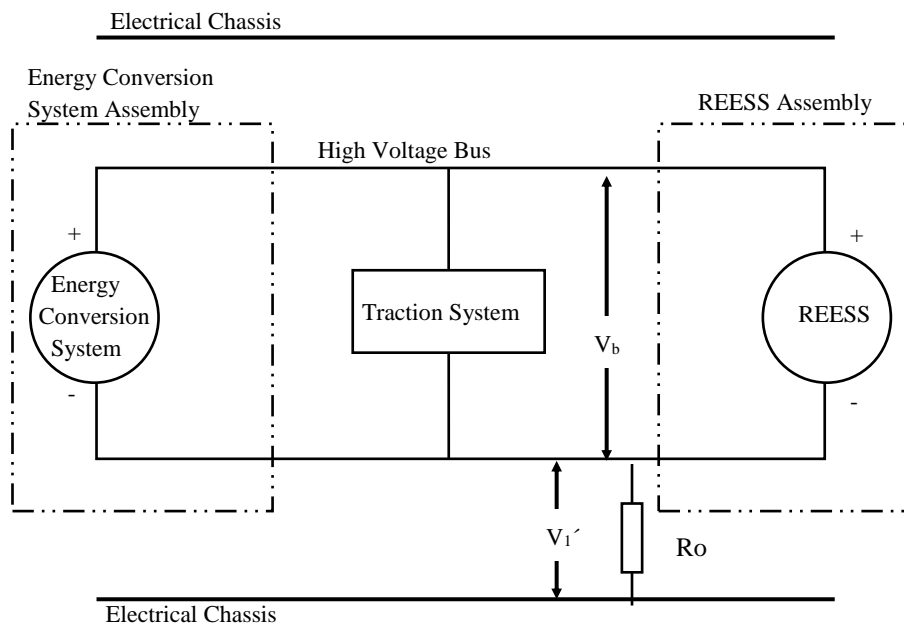 Electrical Chassis
Energy Conversion
System Assembly
REESS Assembly
High Voltage Bus
+
+
Energy
Conversion
System
Traction System
REESS
Vb
-
-
V1´
Ro
Electrical Chassis